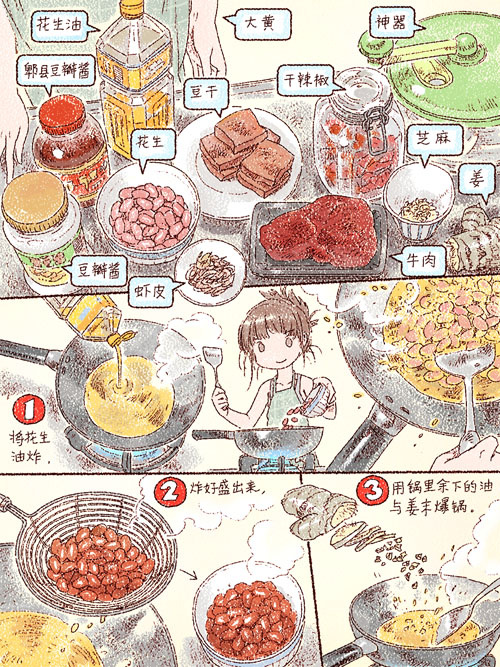 花生油
大黄
神器
郫县豆瓣酱
豆干
干辣椒
花生
芝麻
姜
豆瓣酱
虾皮
牛肉
1
将花生
油炸.
2
炸好盛出来,
3
用锅里余下的油
与姜末爆锅.